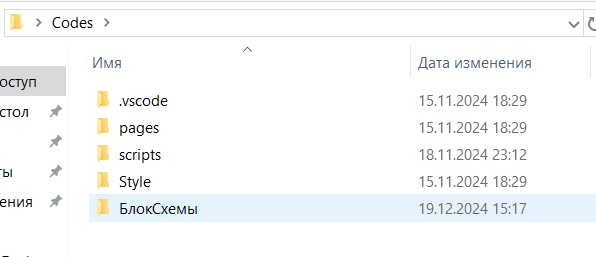 Codes
Имя Дата изменения
оступ
.vscode 15.11.2024 18:29
стол
pages 15.11.2024 18:29
scripts 18.11.2024 23:12
ты
Style 15.11.2024 18:29
ения
БлокСхемы 19.12.2024 15:17